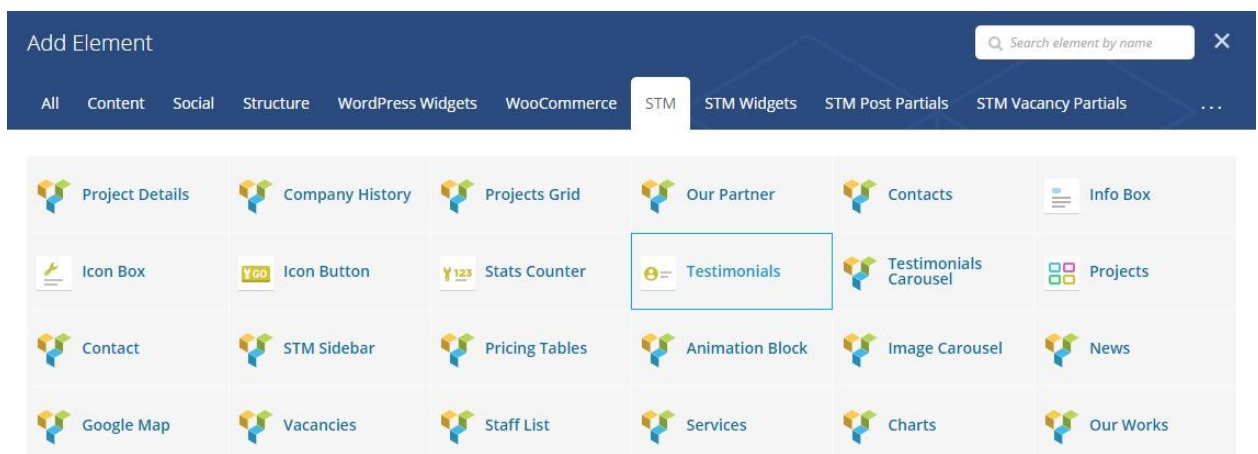 Add Element
Search element by name
All Content Social Structure WordPress Widgets WooCommerce STM STM Widgets STM Post Partials STM Vacancy Partials ...
Project Details Company History Projects Grid Our Partner Contacts Info Box
Icon Box GO Icon Button 123 Stats Counter Testimonials Testimonials Carousel Projects
Contact STM Sidebar Pricing Tables Animation Block Image Carousel News
Google Map Vacancies Staff List Services Charts Our Works